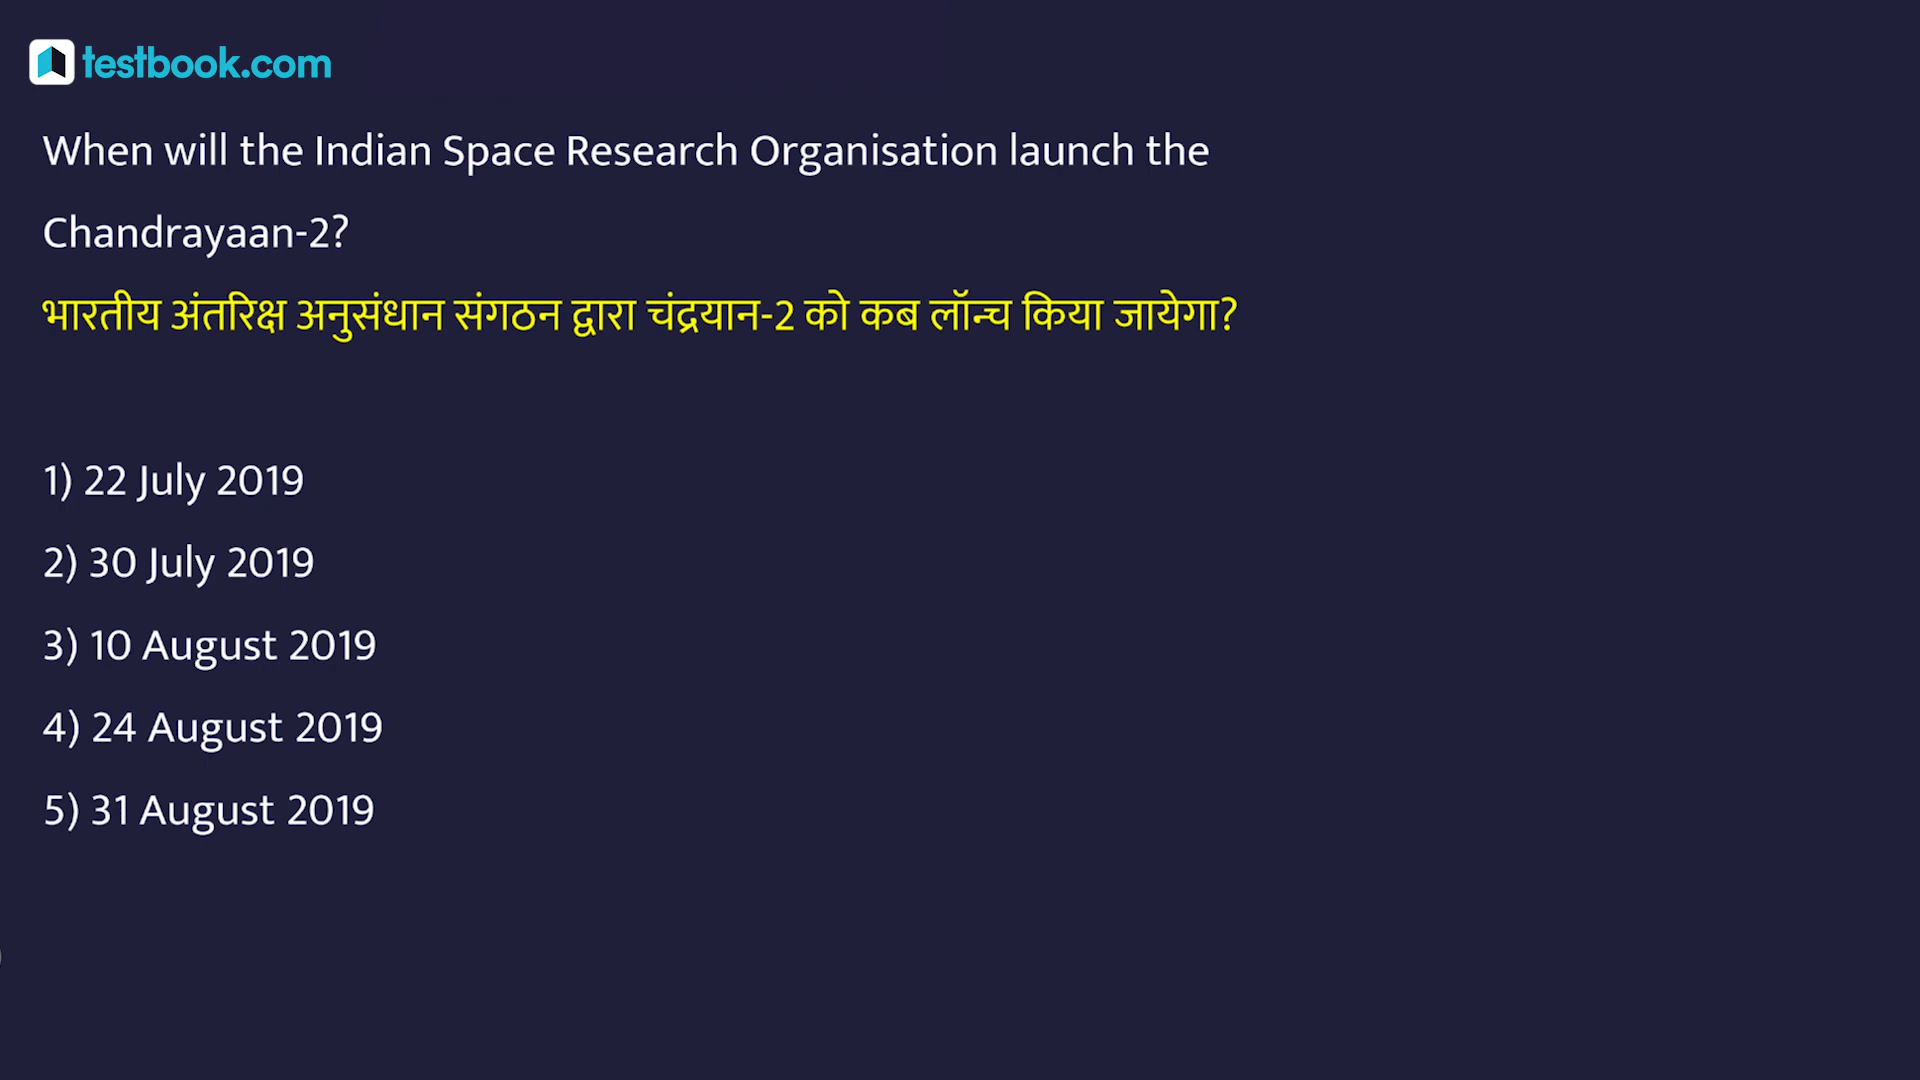 testbook.com
When will the Indian Space Research Organisation launch the
Chandrayaan-2?
भारतीय अंतरिक्ष अनुसंधान संगठन द्वारा चंद्रयान-2 को कब लॉन्च किया जायेगा?
1) 22 July 2019
2) 30 July 2019
3) 10 August 2019
4) 24 August 2019
5) 31 August 2019